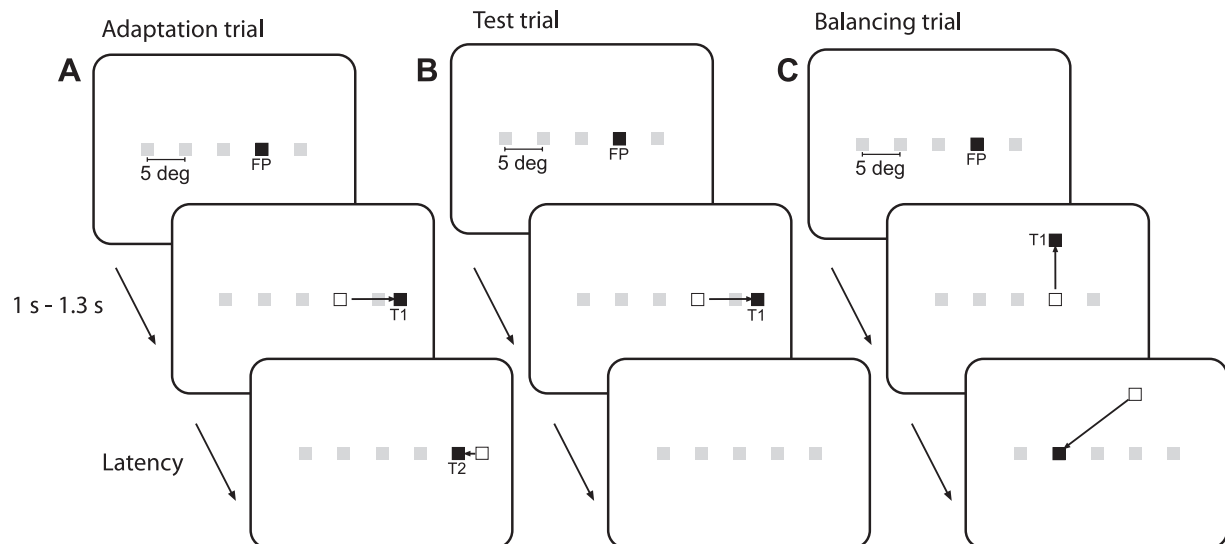 Adaptation trial
A
FP
5 deg
T1
1 s - 1.3 s
T2
Latency
Test trial
B
FP
5 deg
T1
Balancing trial
C
FP
5 deg
T1